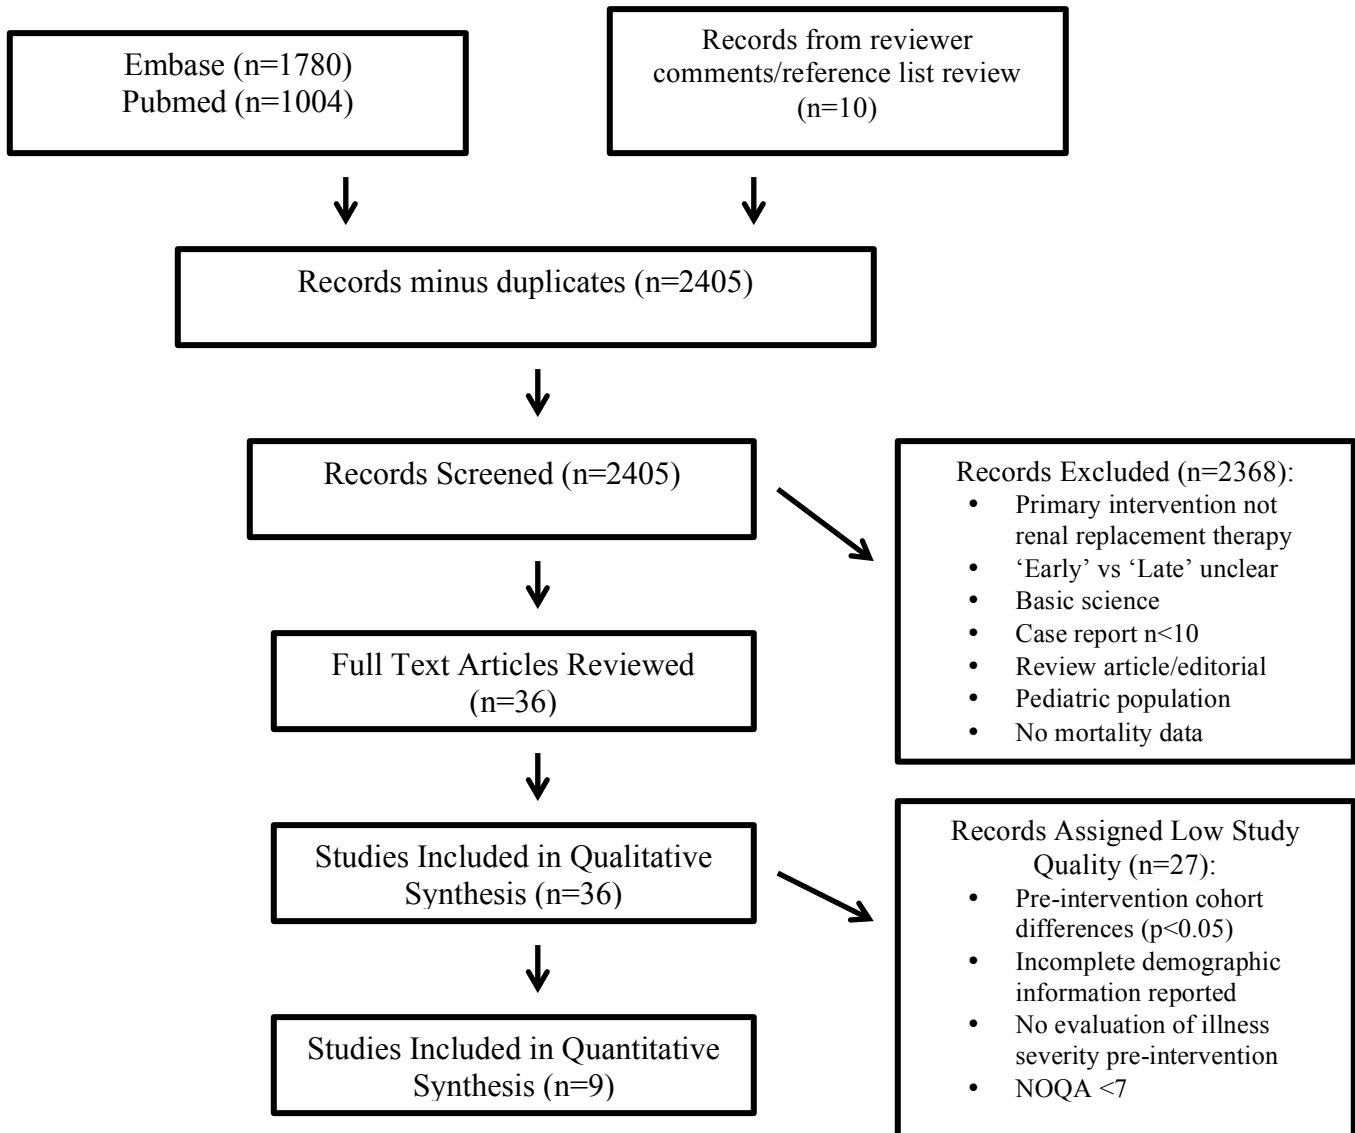 Embase (n=1780)
Pubmed (n=1004)
Records from reviewer
comments/reference list review
(n=10)
Records minus duplicates (n=2405)
Records Screened (n=2405)
Records Excluded (n=2368):
• Primary intervention not
renal replacement therapy
• ‘Early’ vs ‘Late’ unclear
• Basic science
• Case report n<10
• Review article/editorial
• Pediatric population
• No mortality data
Full Text Articles Reviewed
(n=36)
Studies Included in Qualitative
Synthesis (n=36)
Records Assigned Low Study
Quality (n=27):
• Pre-intervention cohort
differences (p<0.05)
• Incomplete demographic
information reported
• No evaluation of illness
severity pre-intervention
• NOQA <7
Studies Included in Quantitative
Synthesis (n=9)